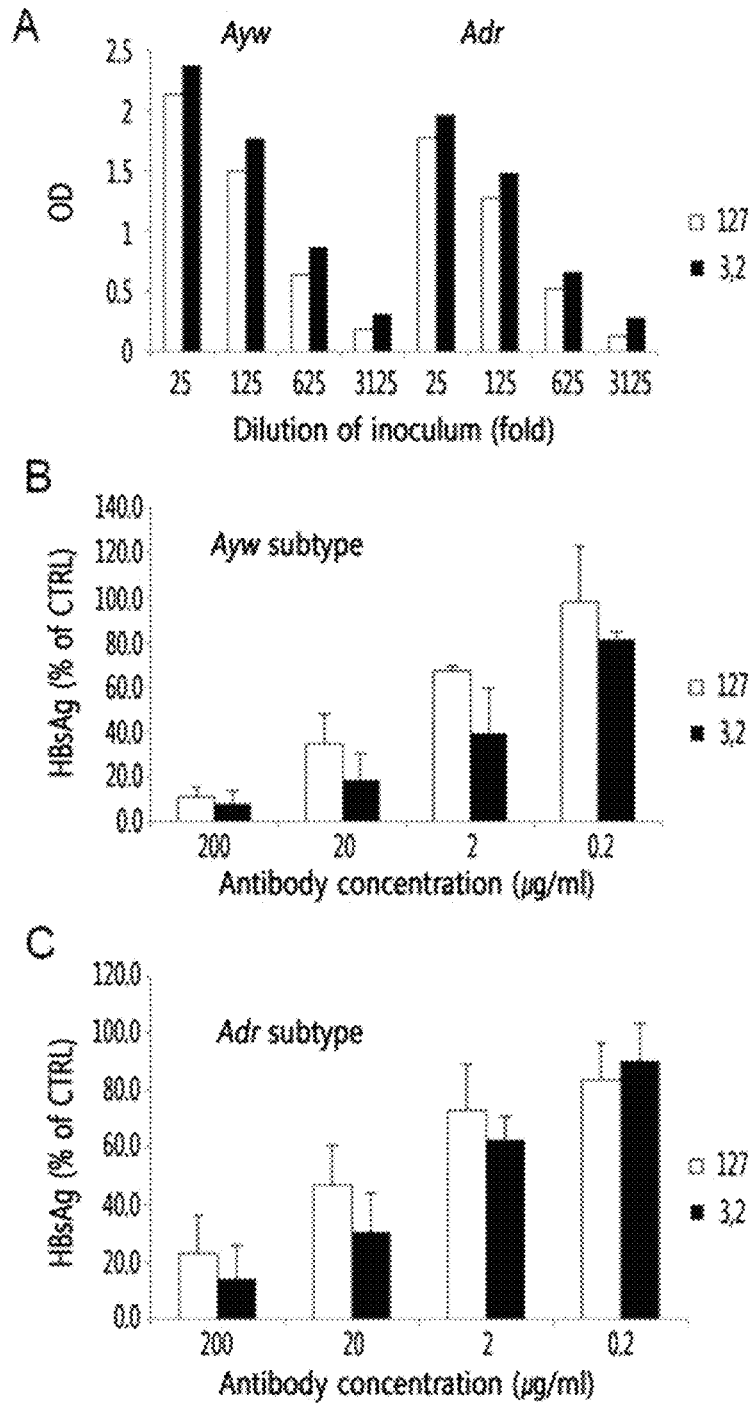 A
Ayw Adr
2.5
2
1.5
1
0.5
0
OD
25 125 625 3125 25 125 625 3125
Dilution of inoculum (fold)
127
3,2
B
140.0
120.0
100.0
80.0
60.0
40.0
20.0
0.0
HBsAg (% of CTRL)
Ayw subtype
200 20 2 0.2
Antibody concentration (µg/ml)
127
3,2
C
120.0
100.0
80.0
60.0
40.0
20.0
0.0
HBsAg (% of CTRL)
Adr subtype
200 20 2 0.2
Antibody concentration (µg/ml)
127
3,2